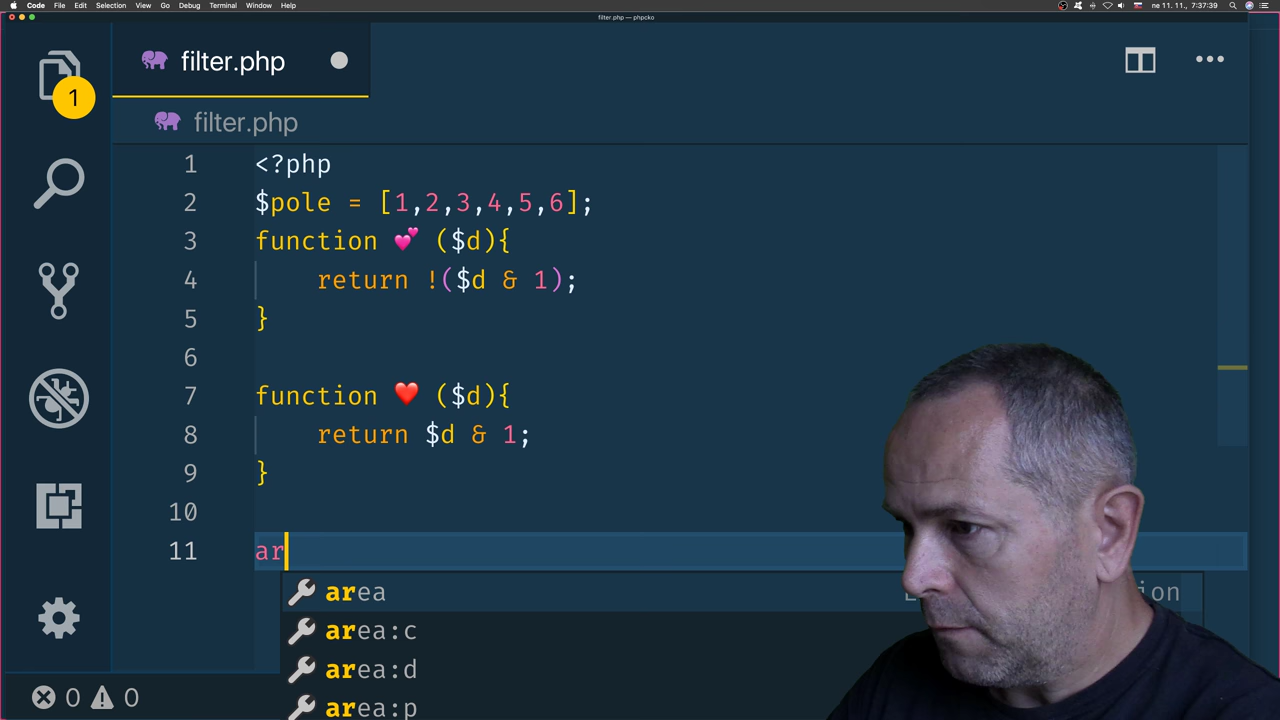 Code File Edit Selection View Go Debug Terminal Window Help ne 11. 11., 7:37:39
filter.php — phpcko
filter.php
1
filter.php
1 <?php
2 $pole = [1,2,3,4,5,6];
3 function 💕 ($d){
4 return !($d & 1);
5 }
6
7 function ❤️ ($d){
8 return $d & 1;
9 }
10
11 ar
area
area:c
area:d
area:p
0 0